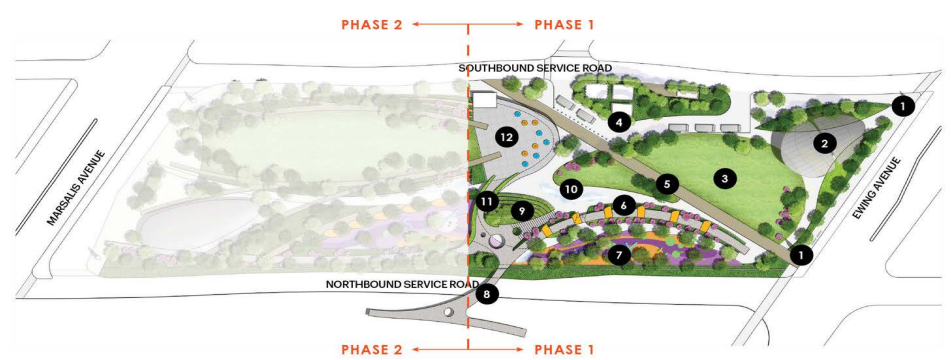 PHASE 2 PHASE 1
SOUTHBOUND SERVICE ROAD
1
4
12
2
MARSALIS AVENUE
3
EWING AVENUE
5
10
11
9
6
7
1
NORTHBOUND SERVICE ROAD
8
PHASE 2 PHASE 1